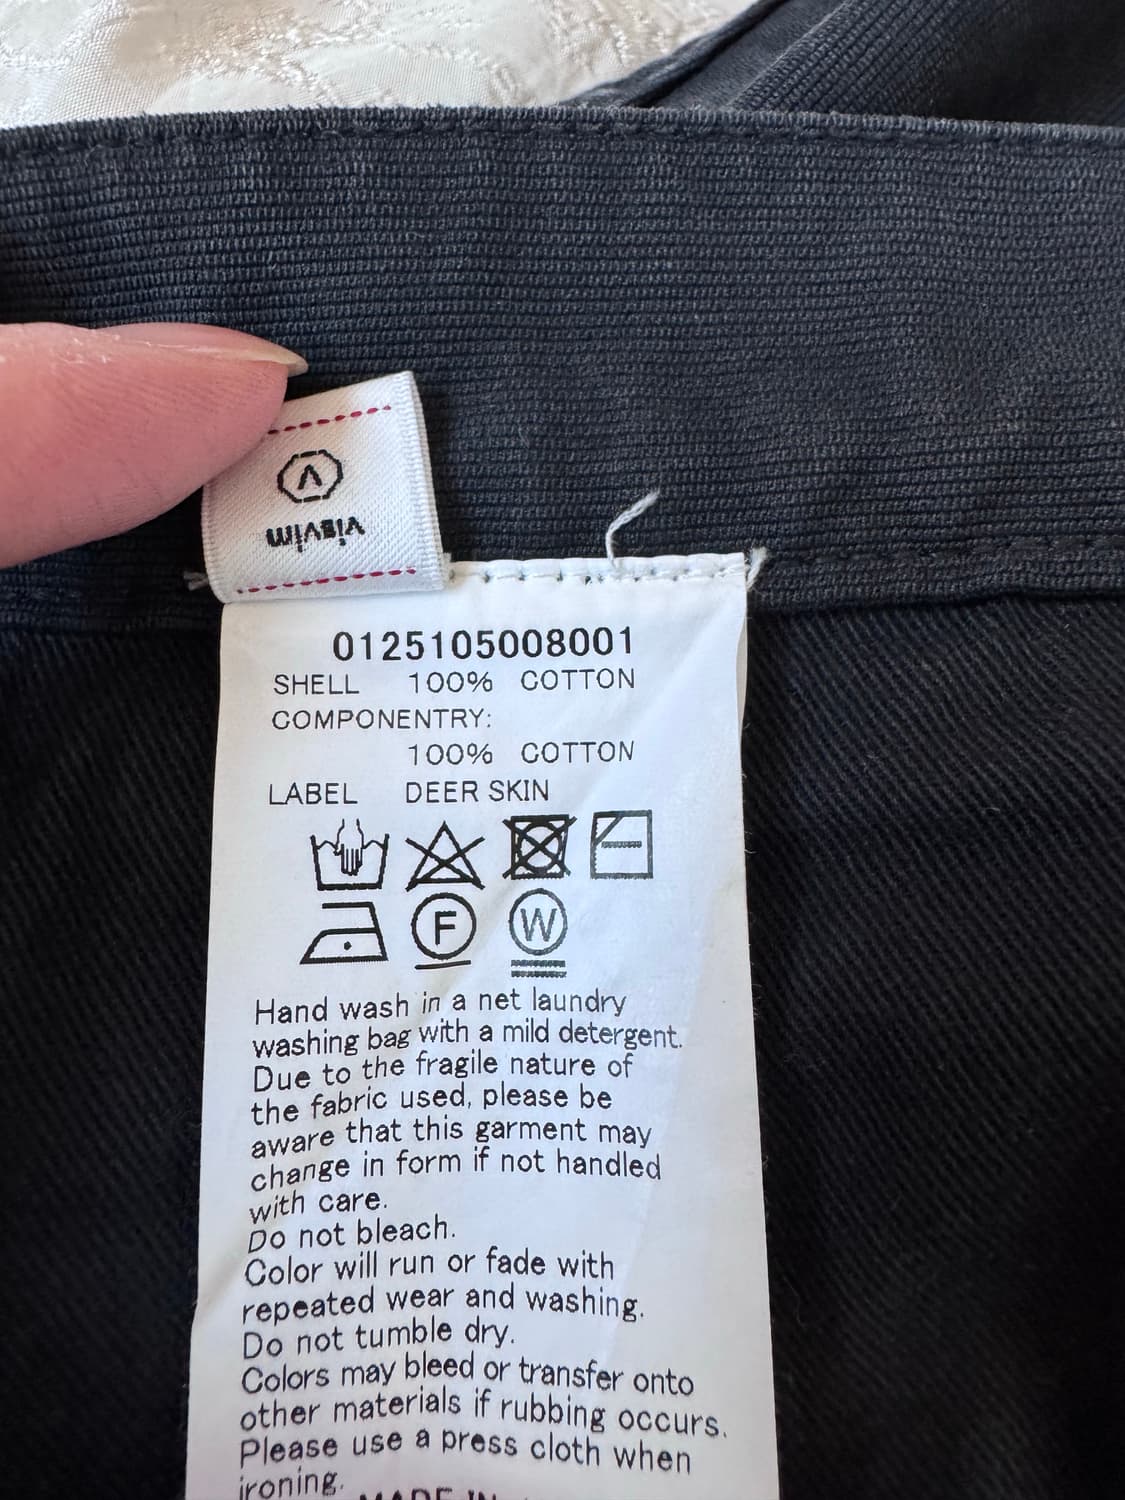 V
visvim
0125105008001
SHELL 100% COTTON
COMPONENTRY:
100% COTTON
LABEL DEER SKIN
F W
Hand wash in a net laundry
washing bag with a mild detergent.
Due to the fragile nature of
the fabric used, please be
aware that this garment may
change in form if not handled
with care.
Do not bleach.
Color will run or fade with
repeated wear and washing.
Do not tumble dry.
Colors may bleed or transfer onto
other materials if rubbing occurs.
Please use a press cloth when
ironing.
MADE IN